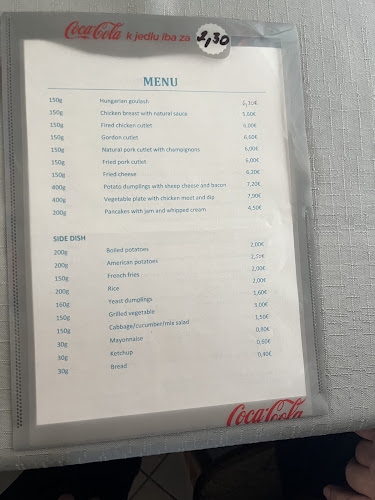 Coca-Cola k jedlu iba za 2,30
MENU
150g Hungarian goulash 6,10€
150g Chicken breast with natural sauce 5,60€
150g Fired chicken cutlet 6,00€
150g Gordon cutlet 6,60€
150g Natural pork cutlet with champignons 6,00€
150g Fried pork cutlet 6,00€
150g Fried cheese 6,20€
400g Potato dumplings with sheep cheese and bacon 7,20€
400g Vegetable plate with chicken moit and dip 7,90€
200g Pancakes with jam and whipped cream 4,50€
SIDE DISH
200g Boiled potatoes 2,00€
200g American potatoes
150g French fries 2,00€
200g Rice 2,00€
160g Yeast dumplings 1,60€
150g Grilled vegetable 3,00€
150g Cabbage/cucumber/mix salad 1,50€
30g Mayonnaise 0,80€
30g Ketchup 0,60€
30g Bread 0,40€
Coca-Cola